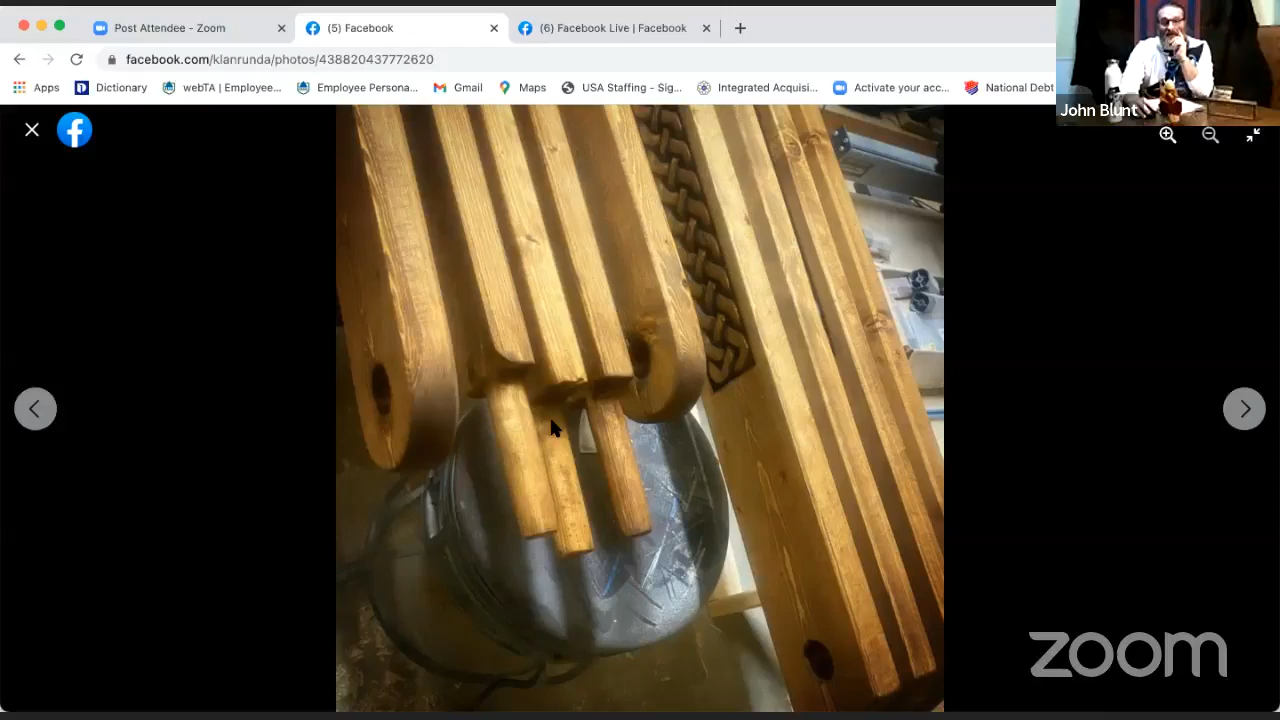 Post Attendee - Zoom
(5) Facebook
(6) Facebook Live | Facebook
facebook.com/klanrunda/photos/438820437772620
Apps
Dictionary
webTA | Employee...
Employee Persona...
Gmail
Maps
USA Staffing - Sig...
Integrated Acquisi...
Activate your acc...
National Debt
John Blunt
zoom